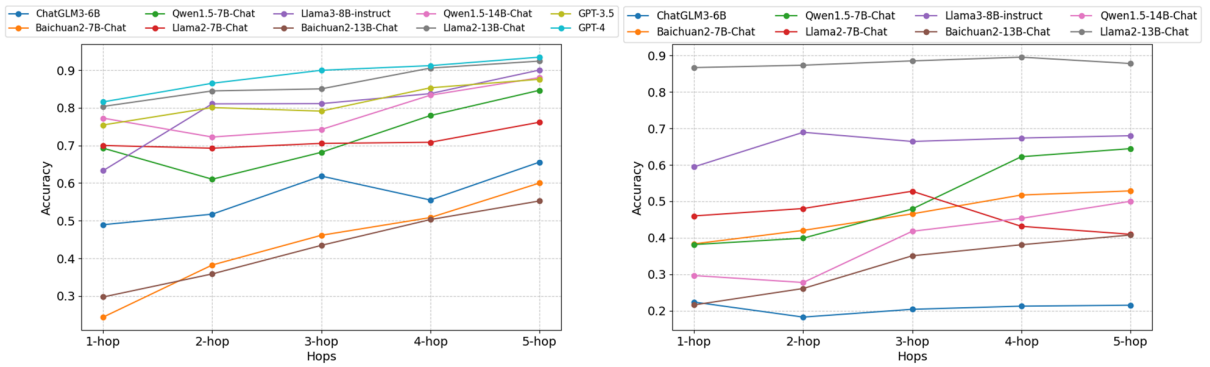 ChatGLM3-6B Qwen1.5-7B-Chat Llama3-8B-instruct Qwen1.5-14B-Chat GPT-3.5
Baichuan2-7B-Chat Llama2-7B-Chat Baichuan2-13B-Chat Llama2-13B-Chat GPT-4
0.9
0.8
0.7
0.6
0.5
0.4
0.3
Accuracy
1-hop 2-hop 3-hop 4-hop 5-hop
Hops
ChatGLM3-6B Qwen1.5-7B-Chat Llama3-8B-instruct Qwen1.5-14B-Chat
Baichuan2-7B-Chat Llama2-7B-Chat Baichuan2-13B-Chat Llama2-13B-Chat
0.9
0.8
0.7
0.6
0.5
0.4
0.3
0.2
Accuracy
1-hop 2-hop 3-hop 4-hop 5-hop
Hops